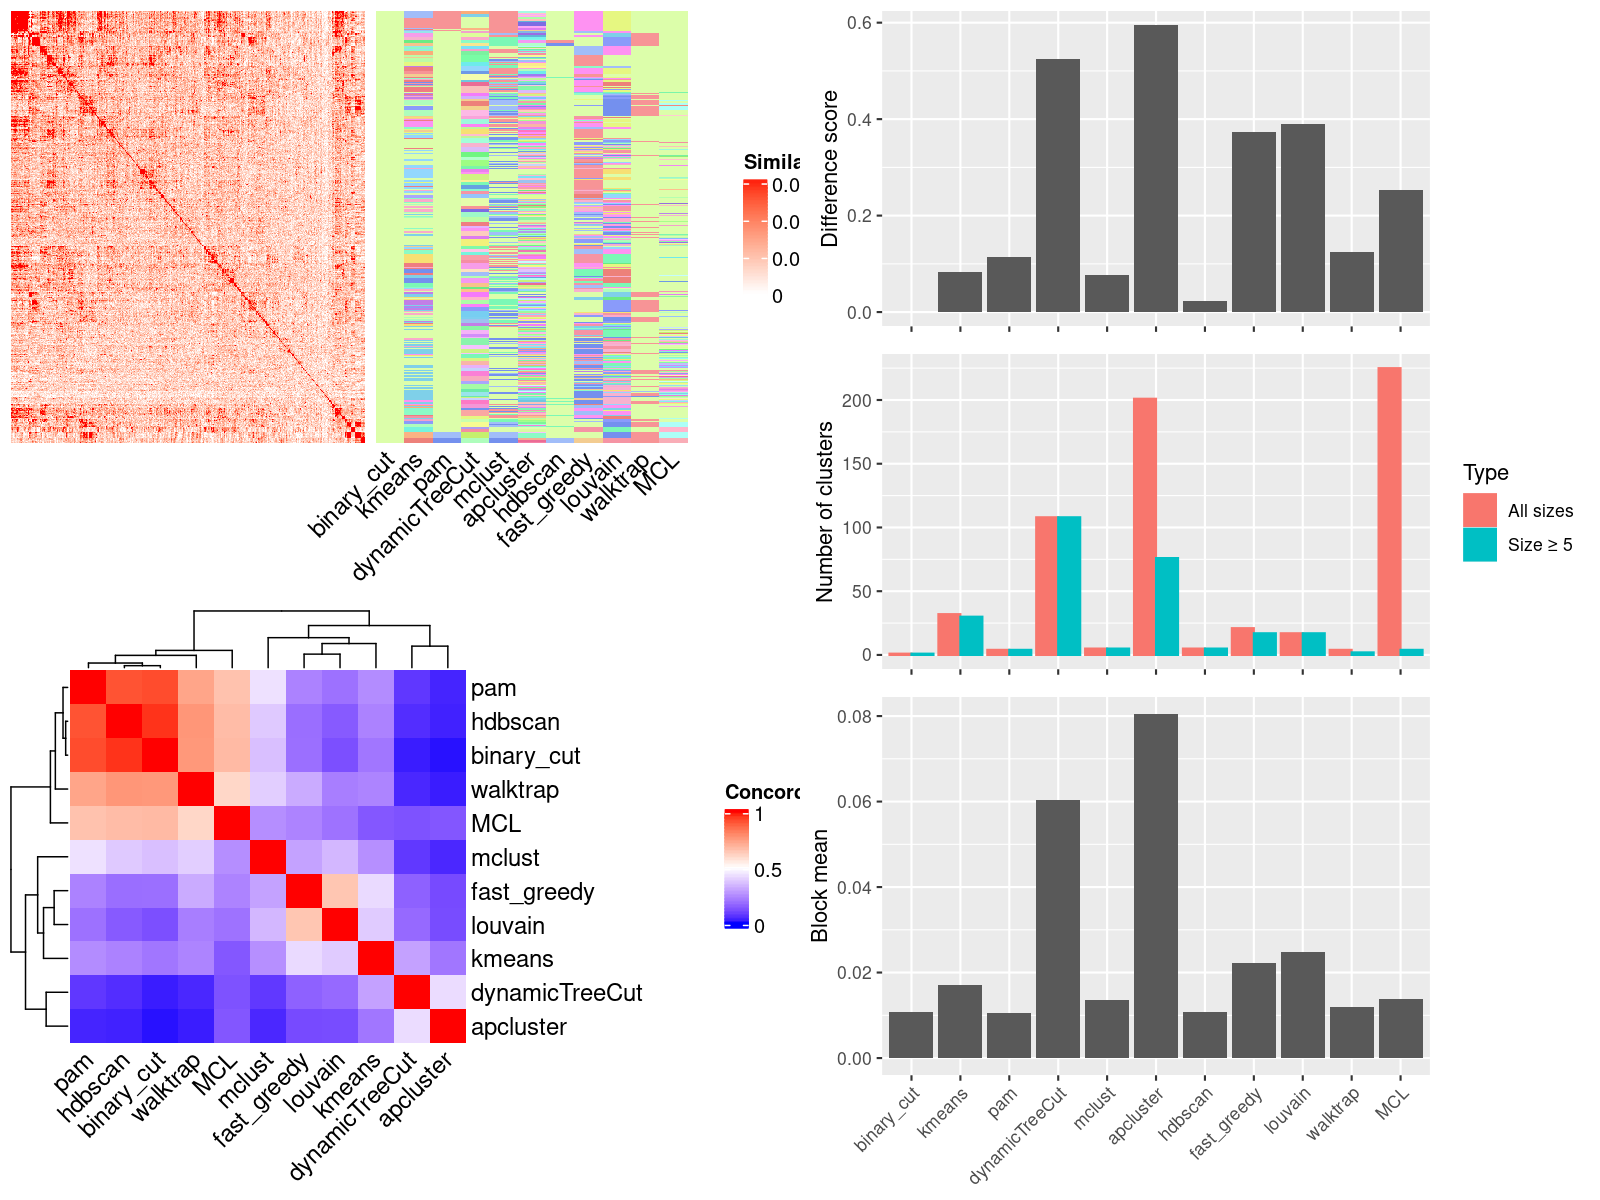 Simila
0.0
0.0
0.0
0
binary_cut
kmeans
pam
dynamicTreeCut
mclust
apcluster
hdbscan
fast_greedy
louvain
walktrap
MCL
pam
hdbscan
binary_cut
walktrap
MCL
mclust
fast_greedy
louvain
kmeans
dynamicTreeCut
apcluster
pam
hdbscan
binary_cut
walktrap
MCL
mclust
fast_greedy
louvain
kmeans
dynamicTreeCut
apcluster
Concord
1
0.5
0
Difference score
0.6
0.4
0.2
0.0
Number of clusters
200
150
100
50
0
Type
All sizes
Size ≥ 5
Block mean
0.08
0.06
0.04
0.02
0.00
binary_cut
kmeans
pam
dynamicTreeCut
mclust
apcluster
hdbscan
fast_greedy
louvain
walktrap
MCL